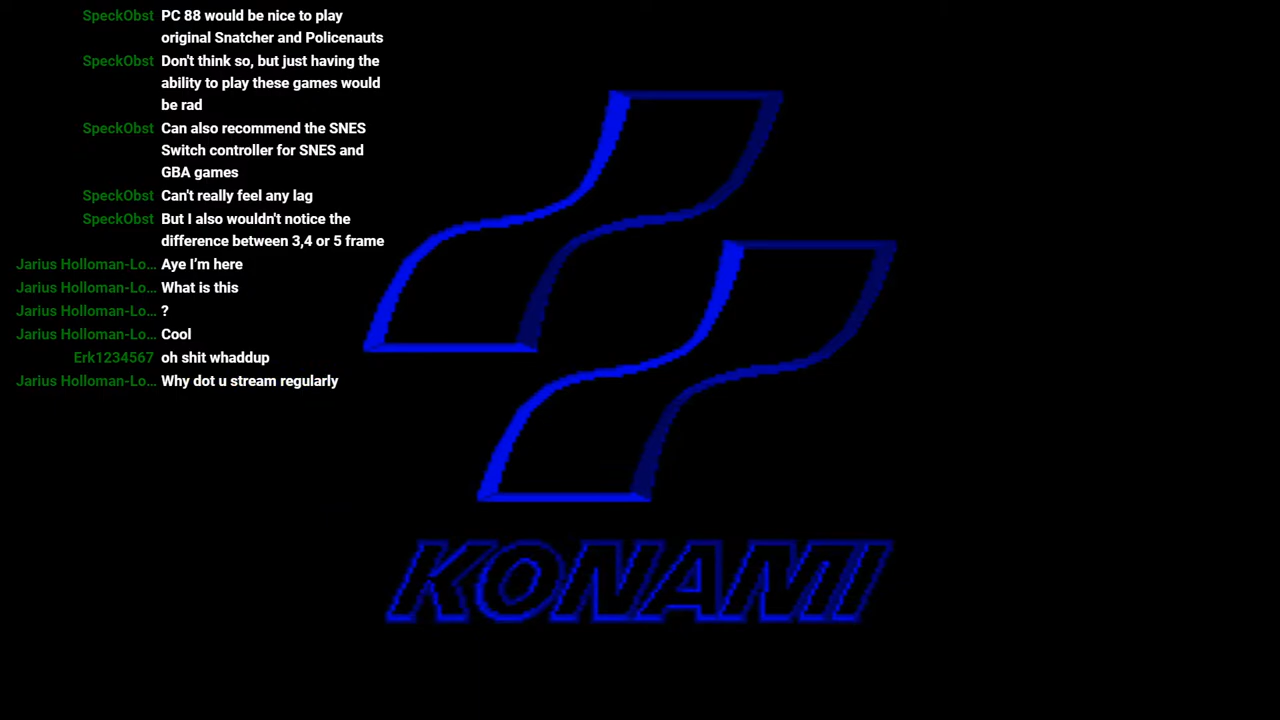 SpeckObst PC 88 would be nice to play
original Snatcher and Policenauts
SpeckObst Don't think so, but just having the
ability to play these games would
be rad
SpeckObst Can also recommend the SNES
Switch controller for SNES and
GBA games
SpeckObst Can't really feel any lag
SpeckObst But I also wouldn't notice the
difference between 3,4 or 5 frame
Jarius Holloman-Lo... Aye I’m here
Jarius Holloman-Lo... What is this
Jarius Holloman-Lo... ?
Jarius Holloman-Lo... Cool
Erk1234567 oh shit whaddup
Jarius Holloman-Lo... Why dot u stream regularly
KONAMI